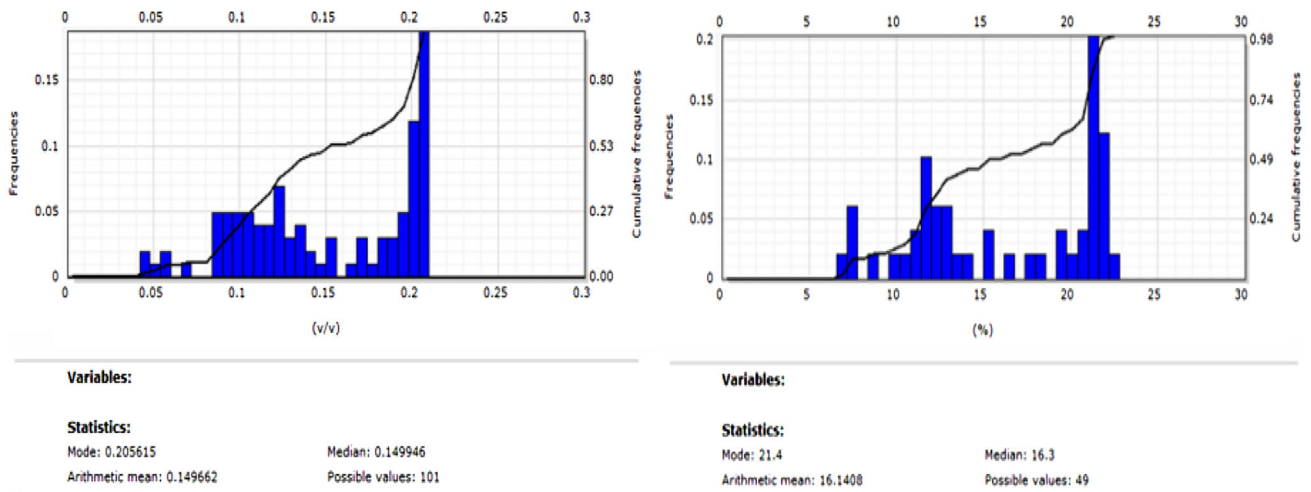 0 0.05 0.1 0.15 0.2 0.25 0.3
0.15
0.1
0.05
0
Frequencies
0.80
0.53
0.27
0.00
Cumulative frequencies
0 0.05 0.1 0.15 0.2 0.25 0.3
(v/v)
Variables:
Statistics:
Mode: 0.205615 Median: 0.149946
Arithmetic mean: 0.149662 Possible values: 101
0 5 10 15 20 25 30
0.2
0.15
0.1
0.05
0
Frequencies
0.98
0.74
0.49
0.24
Cumulative frequencies
0 5 10 15 20 25 30
(%)
Variables:
Statistics:
Mode: 21.4 Median: 16.3
Arithmetic mean: 16.1408 Possible values: 49